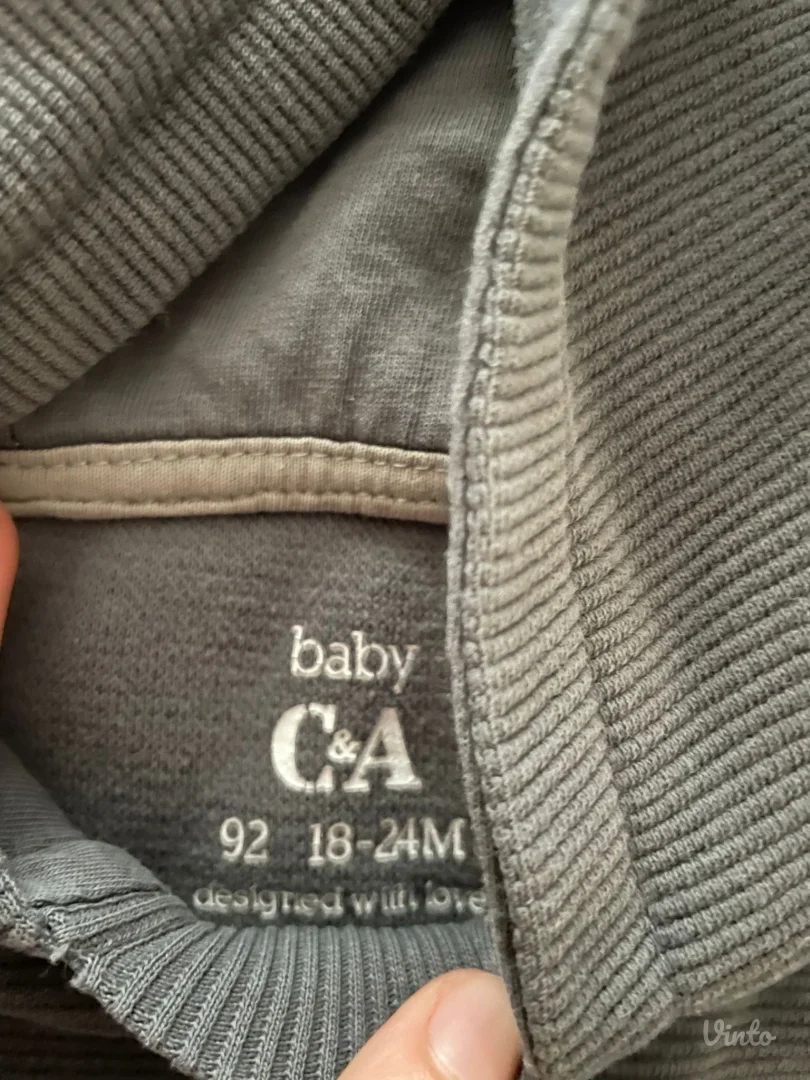 baby
C&A
92 18-24M
designed with love
Vinto